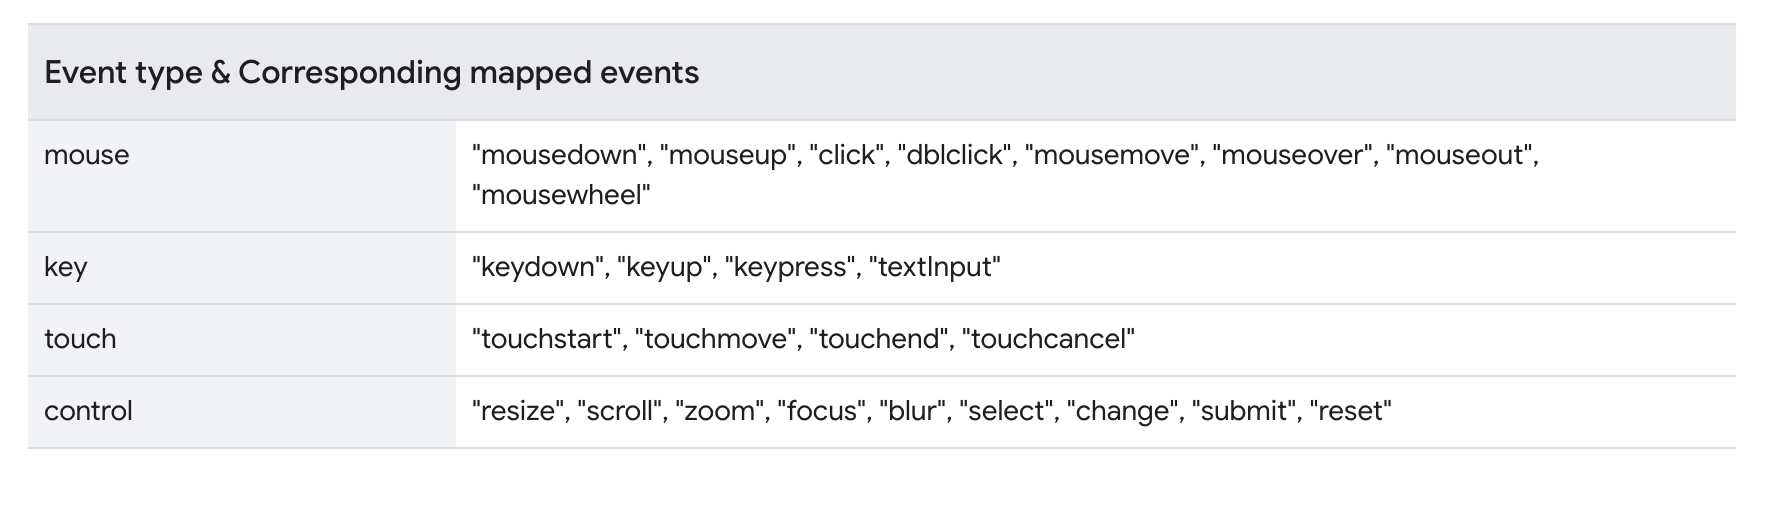 Event type & Corresponding mapped events
mouse
"mousedown", "mouseup", "click", "dblclick", "mousemove", "mouseover", "mouseout",
"mousewheel"
key
"keydown", "keyup", "keypress", "textInput"
touch
"touchstart", "touchmove", "touchend", "touchcancel"
control
"resize", "scroll", "zoom", "focus", "blur", "select", "change", "submit", "reset"